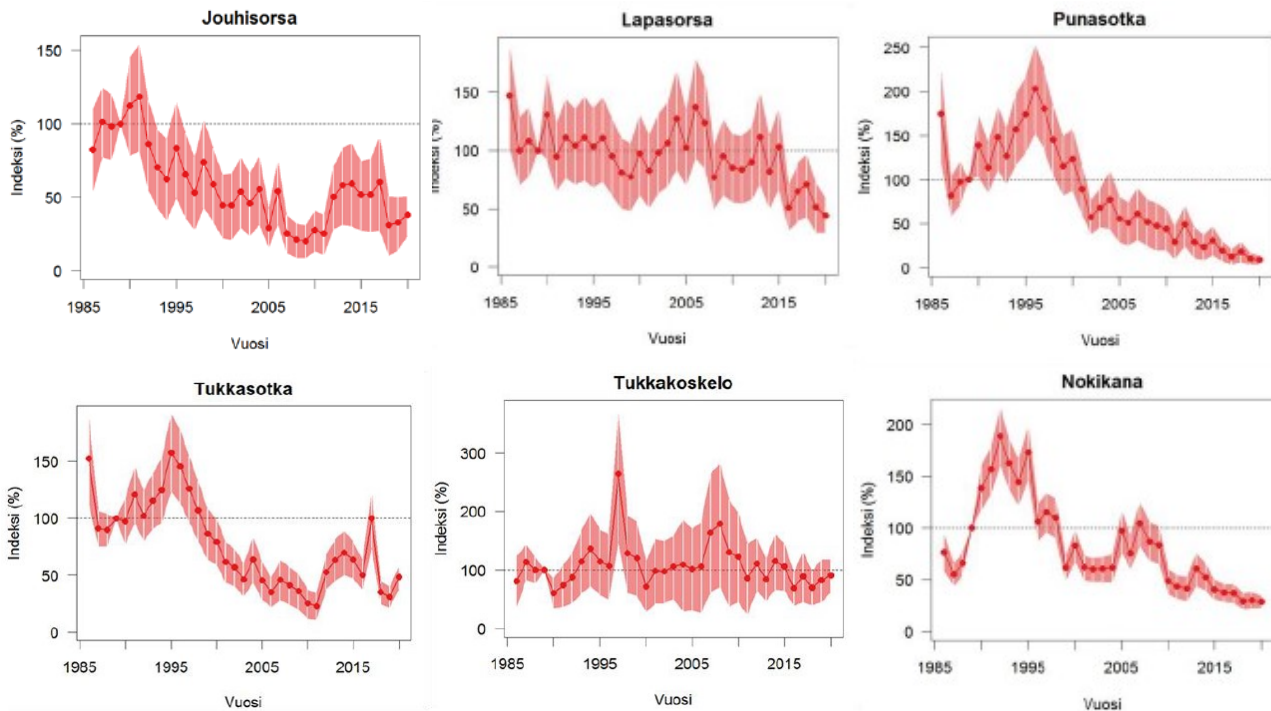 Jouhisorsa
150
100
50
0
Indeksi (%)
1985 1995 2005 2015
Vuosi
Lapasorsa
150
100
50
0
Indeksi (%)
1985 1995 2005 2015
Vuosi
Punasotka
250
200
150
100
50
0
Indeksi (%)
1985 1995 2005 2015
Vuosi
Tukkasotka
150
100
50
0
Indeksi (%)
1985 1995 2005 2015
Vuosi
Tukkakoskelo
300
200
100
0
Indeksi (%)
1985 1995 2005 2015
Vuosi
Nokikana
200
150
100
50
0
Indeksi (%)
1985 1995 2005 2015
Vuosi